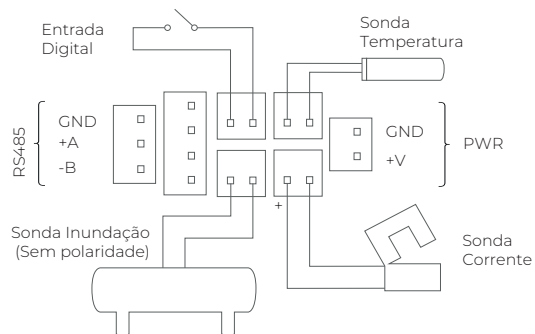 Entrada
Digital
Sonda
Temperatura
RS485
GND
+A
-B
GND
+V
PWR
+
Sonda Inundação
(Sem polaridade)
Sonda
Corrente